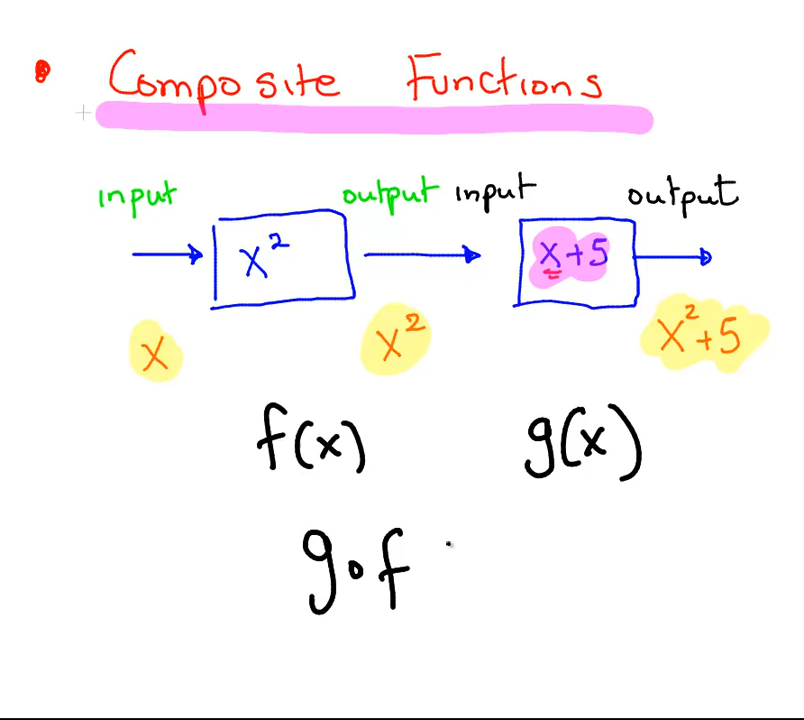 • Composite Functions
input output input output
x² x+5
x x² x²+5
f(x) g(x)
g∘f